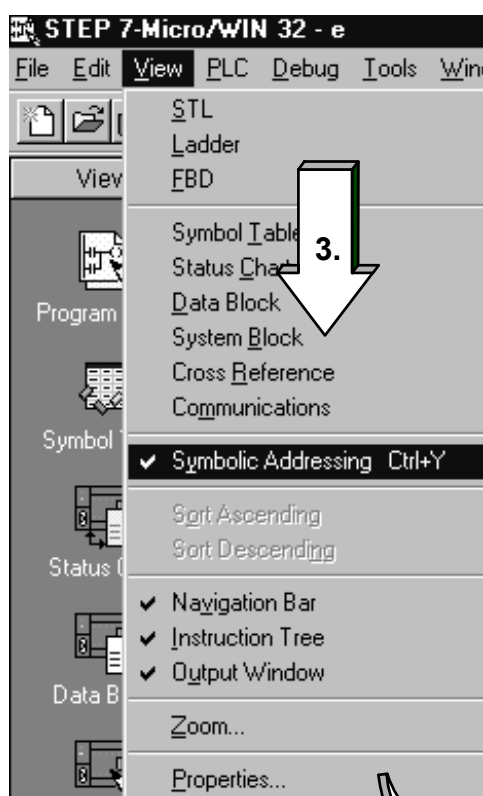 STEP 7-Micro/WIN 32 - e
File Edit View PLC Debug Tools
View
STL
Ladder
FBD
Symbol Table
3.
Status Chart
Data Block
System Block
Cross Reference
Communications
Symbolic Addressing Ctrl+Y
Sort Ascending
Sort Descending
Navigation Bar
Instruction Tree
Output Window
Zoom...
Properties...
Program
Symbol
Status
Data B